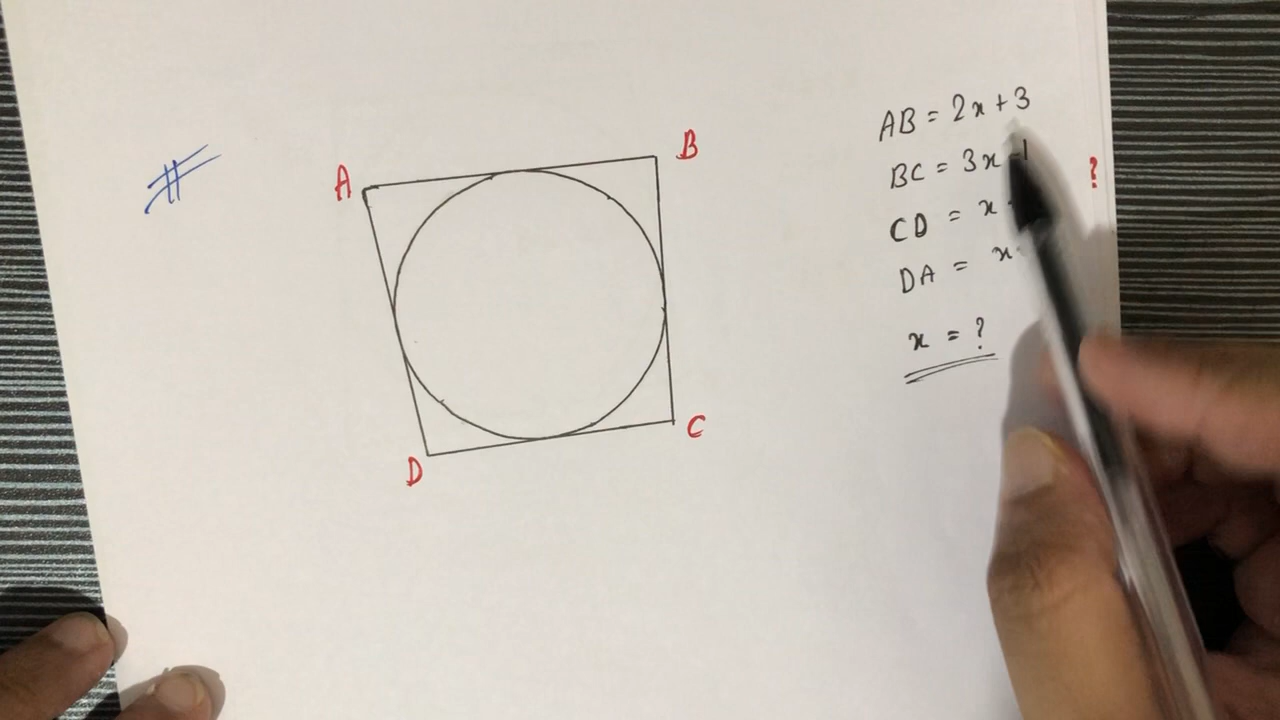 #
A
B
C
D
AB = 2x + 3
BC = 3x
CD = x
DA = x
x = ?
?